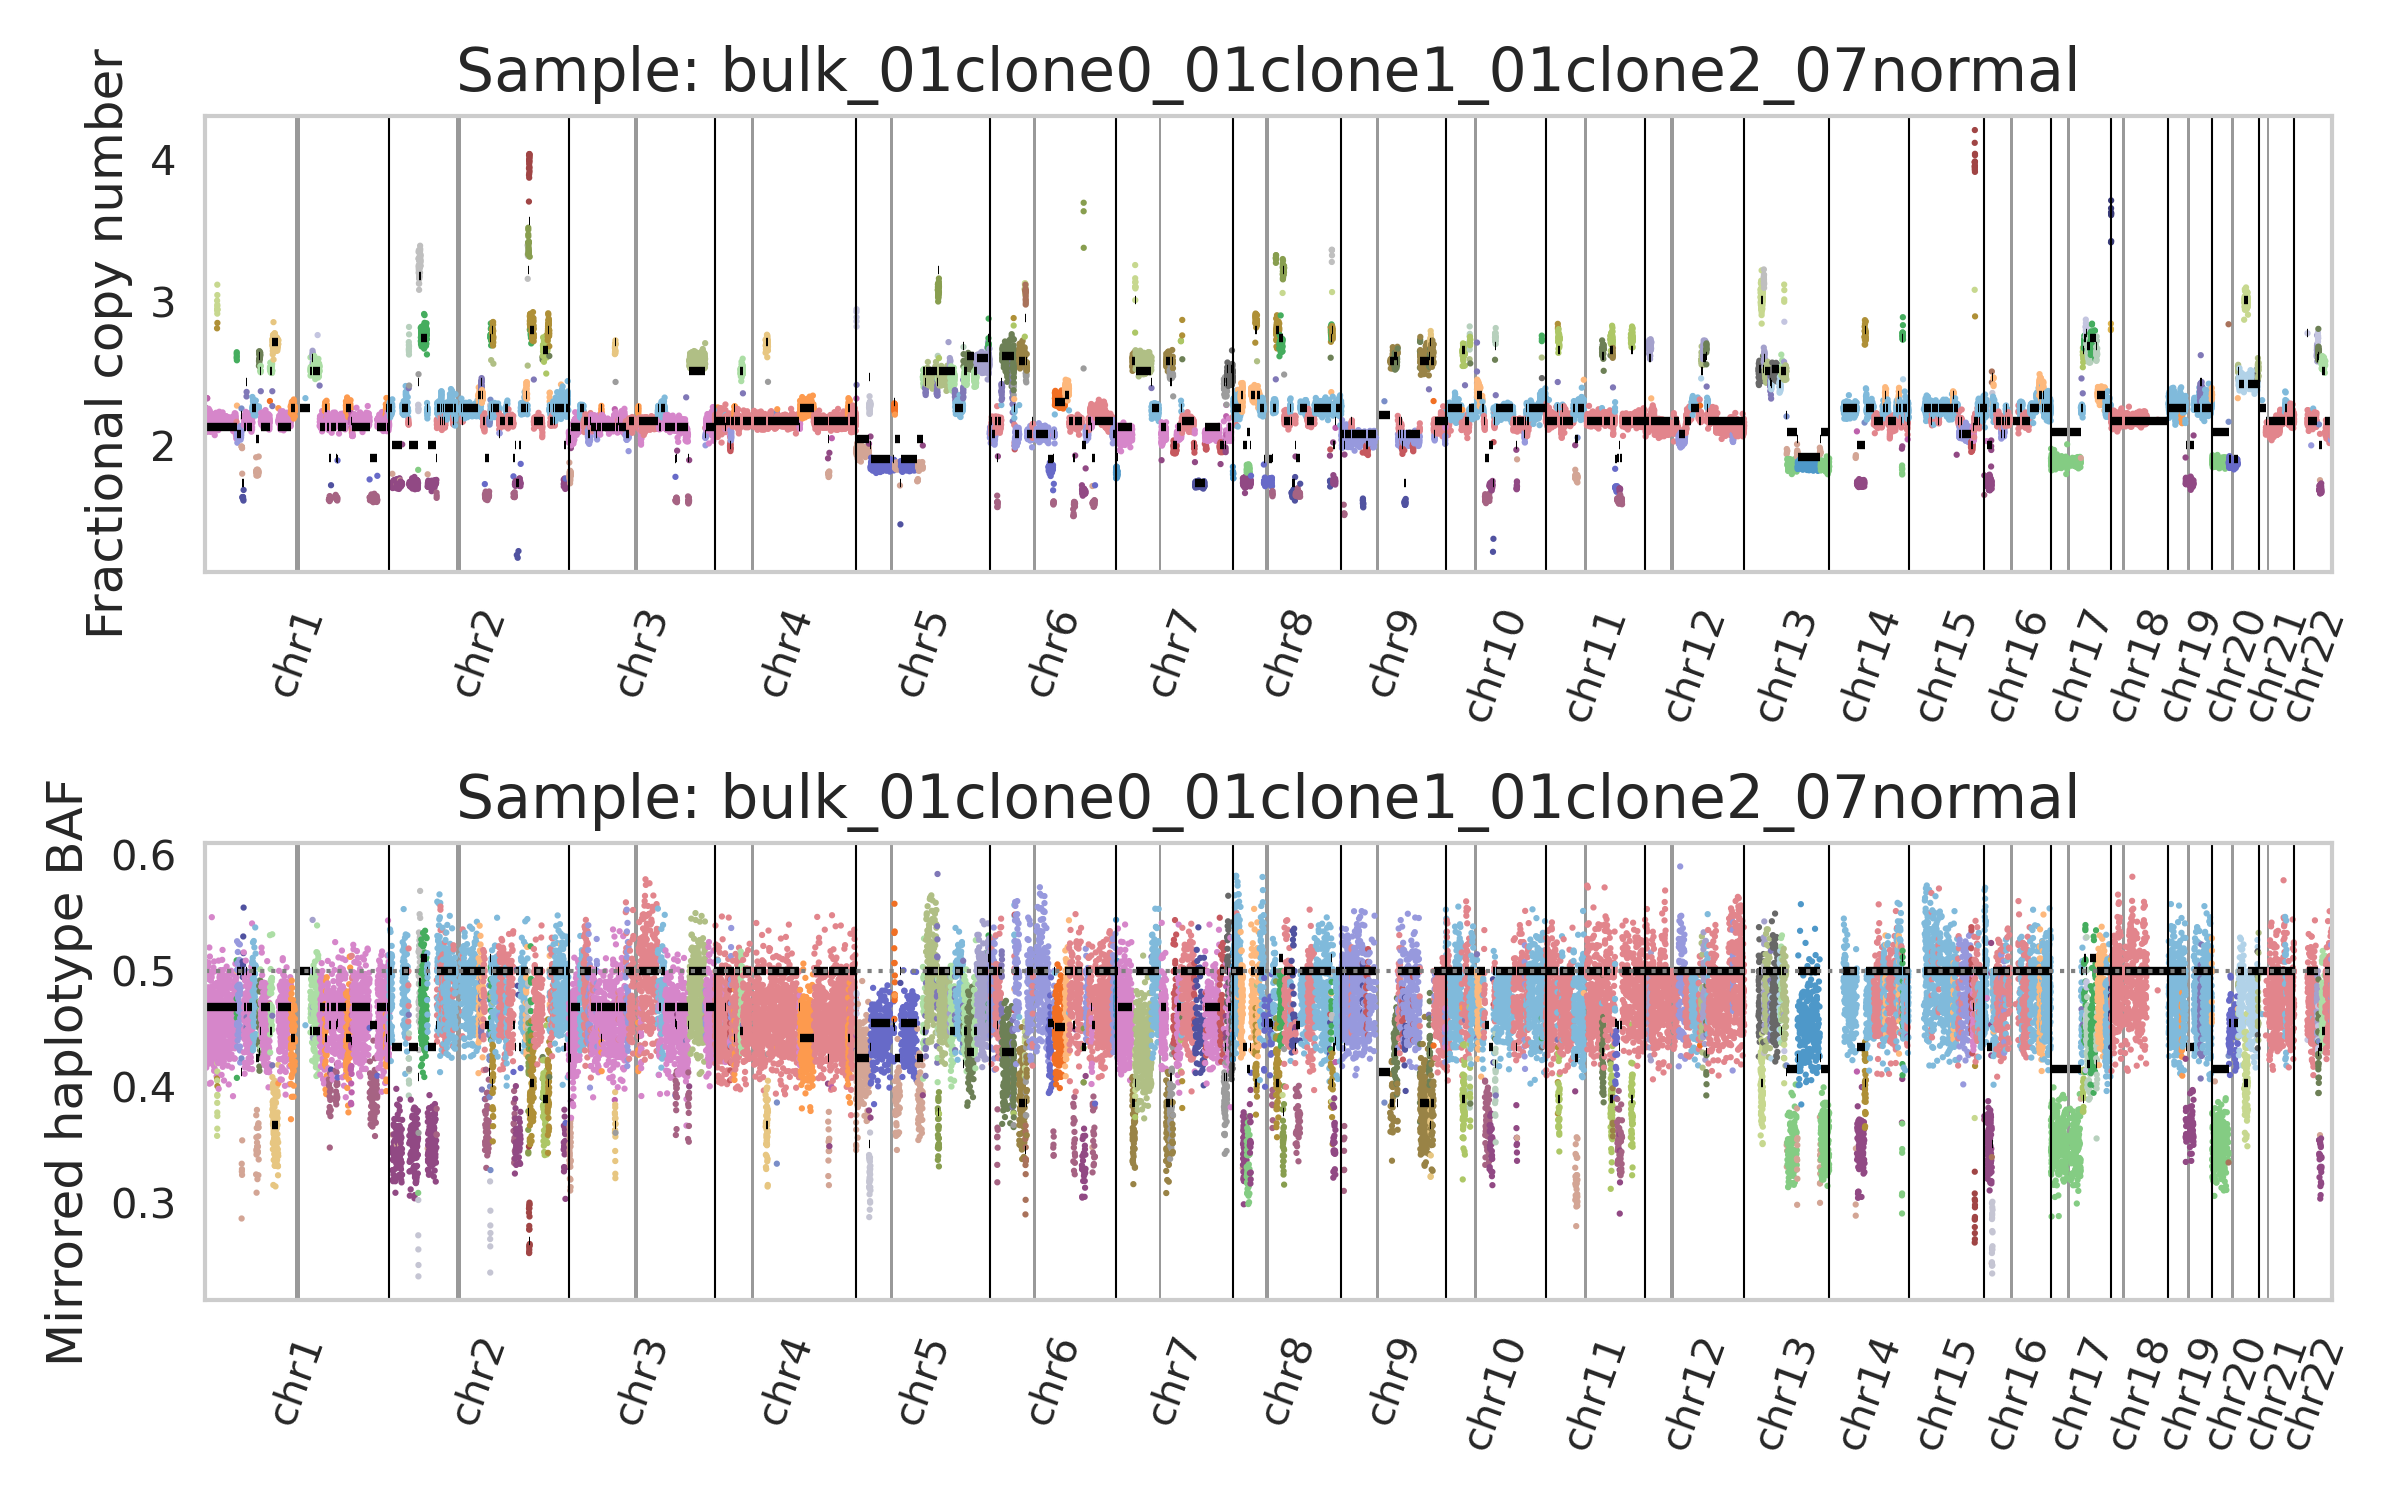 Sample: bulk_01clone0_01clone1_01clone2_07normal
Fractional copy number
4
3
2
chr1 chr2 chr3 chr4 chr5 chr6 chr7 chr8 chr9 chr10 chr11 chr12 chr13 chr14 chr15 chr16 chr17 chr18 chr19 chr20 chr21 chr22
Sample: bulk_01clone0_01clone1_01clone2_07normal
Mirrored haplotype BAF
0.6
0.5
0.4
0.3
chr1 chr2 chr3 chr4 chr5 chr6 chr7 chr8 chr9 chr10 chr11 chr12 chr13 chr14 chr15 chr16 chr17 chr18 chr19 chr20 chr21 chr22